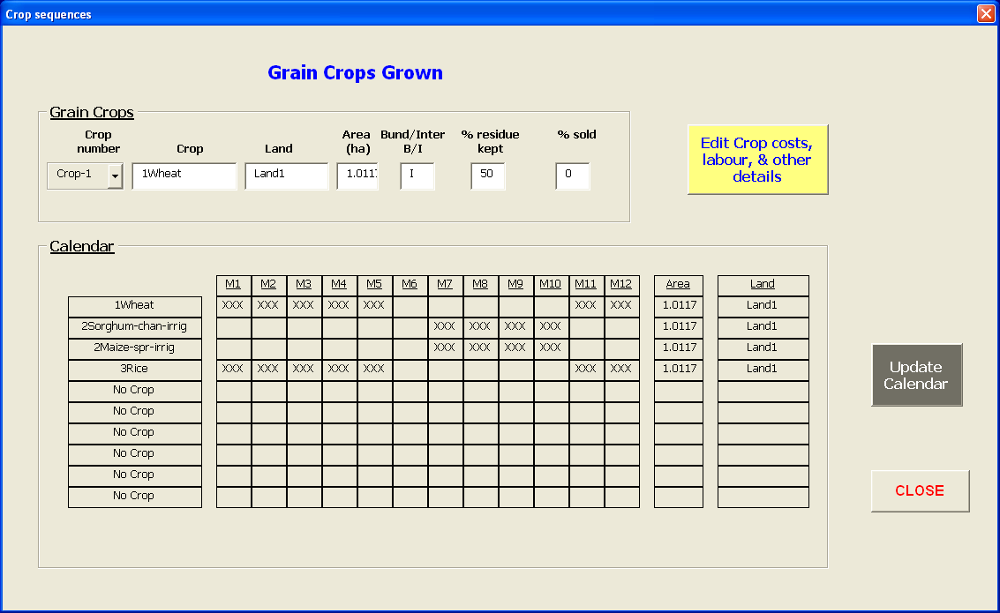 Crop sequences
Grain Crops Grown
Grain Crops
Crop number Crop Land Area (ha) Bund/Inter B/I % residue kept % sold
Crop-1 1Wheat Land1 1.0117 I 50 0
Edit Crop costs,
labour, & other
details
Calendar
M1 M2 M3 M4 M5 M6 M7 M8 M9 M10 M11 M12 Area Land
1Wheat XXX XXX XXX XXX XXX XXX XXX 1.0117 Land1
2Sorghum-chan-irrig XXX XXX XXX XXX 1.0117 Land1
2Maize-spr-irrig XXX XXX XXX XXX 1.0117 Land1
3Rice XXX XXX XXX XXX XXX XXX XXX 1.0117 Land1
No Crop
No Crop
No Crop
No Crop
No Crop
No Crop
Update
Calendar
CLOSE